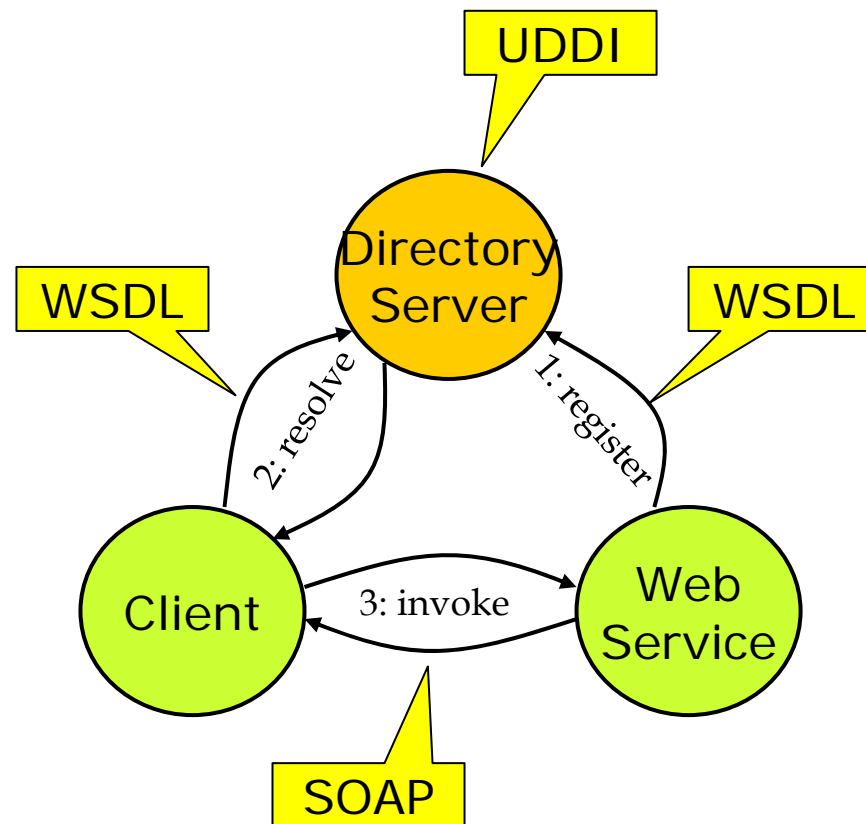 UDDI
Directory
Server
WSDL
WSDL
2: resolve
1: register
Client
3: invoke
Web
Service
SOAP